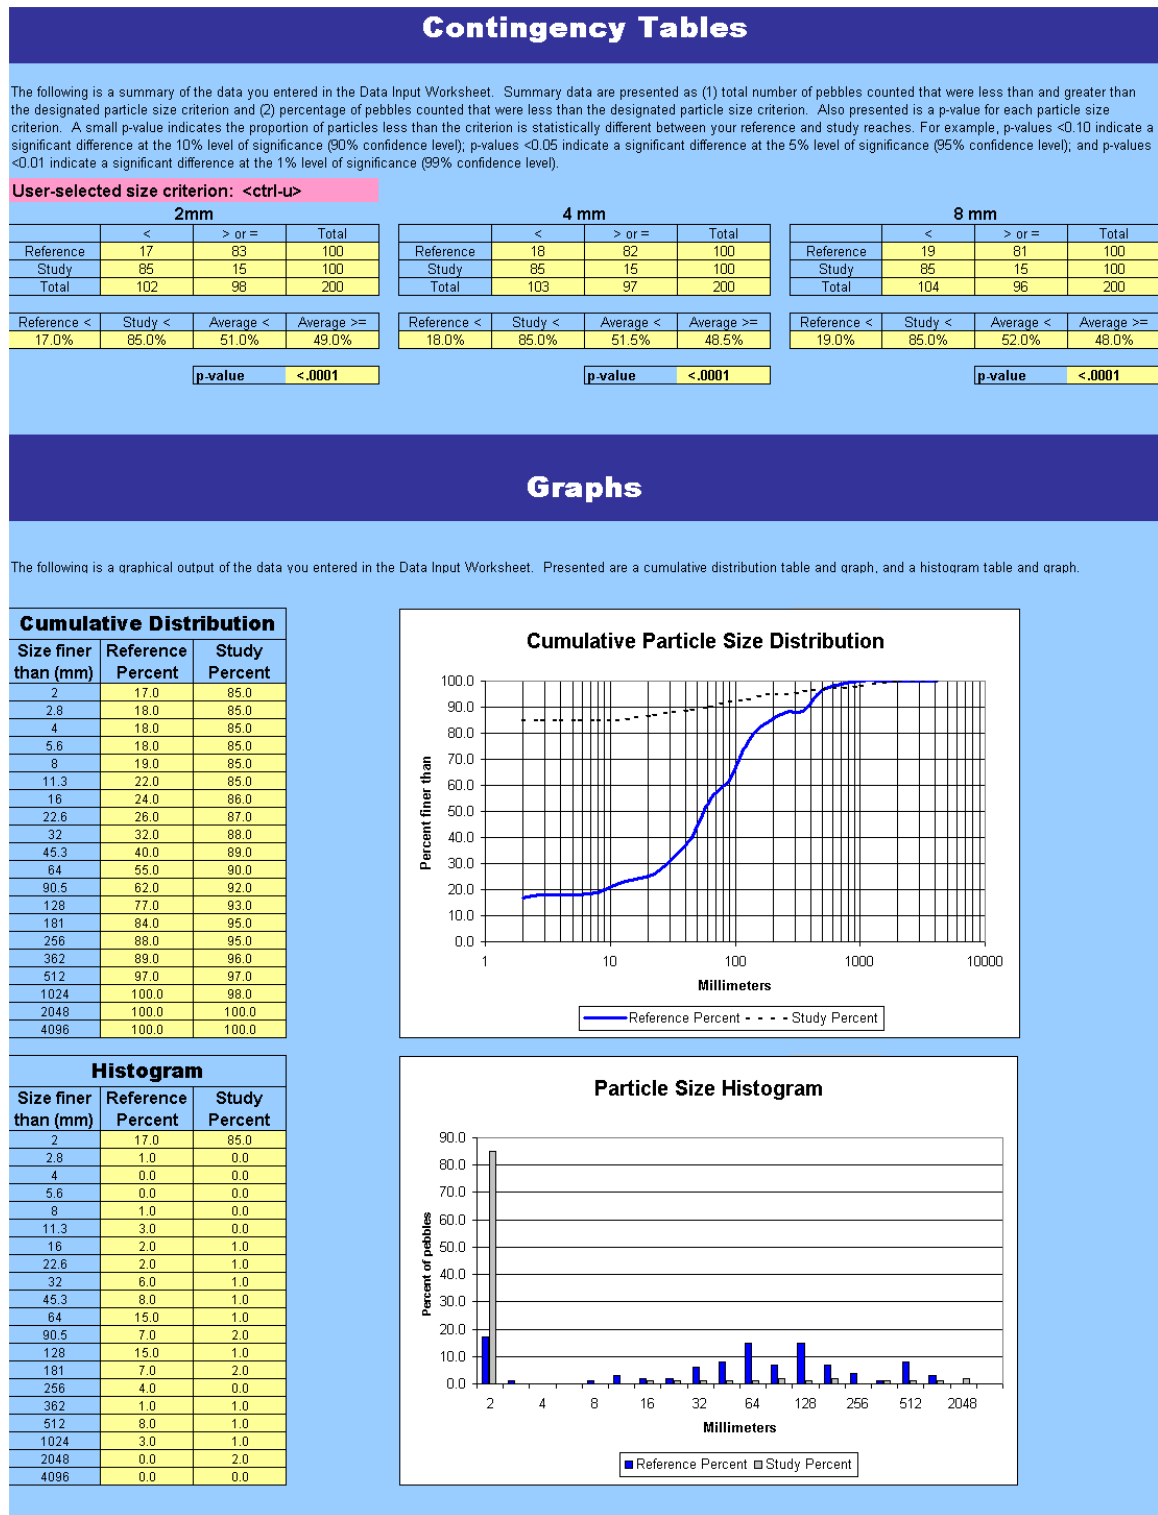 Contingency Tables
The following is a summary of the data you entered in the Data Input Worksheet. Summary data are presented as (1) total number of pebbles counted that were less than and greater than
the designated particle size criterion and (2) percentage of pebbles counted that were less than the designated particle size criterion. Also presented is a p-value for each particle size
criterion. A small p-value indicates the proportion of particles less than the criterion is statistically different between your reference and study reaches. For example, p-values <0.10 indicate a
significant difference at the 10% level of significance (90% confidence level); p-values <0.05 indicate a significant difference at the 5% level of significance (95% confidence level); and p-values
<0.01 indicate a significant difference at the 1% level of significance (99% confidence level).
User-selected size criterion: <ctrl-u>
2mm 4 mm 8 mm
< > or = Total < > or = Total < > or = Total
Reference 17 83 100 Reference 18 82 100 Reference 19 81 100
Study 85 15 100 Study 85 15 100 Study 85 15 100
Total 102 98 200 Total 103 97 200 Total 104 96 200
Reference < Study < Average < Average >= Reference < Study < Average < Average >= Reference < Study < Average < Average >=
17.0% 85.0% 51.0% 49.0% 18.0% 85.0% 51.5% 48.5% 19.0% 85.0% 52.0% 48.0%
p-value <.0001 p-value <.0001 p-value <.0001
Graphs
The following is a graphical output of the data you entered in the Data Input Worksheet. Presented are a cumulative distribution table and graph, and a histogram table and graph.
Cumulative Distribution
Size finer Reference Study
than (mm) Percent Percent
2 17.0 85.0
2.8 18.0 85.0
4 18.0 85.0
5.6 18.0 85.0
8 19.0 85.0
11.3 22.0 85.0
16 24.0 86.0
22.6 26.0 87.0
32 32.0 88.0
45.3 40.0 89.0
64 55.0 90.0
90.5 62.0 92.0
128 77.0 93.0
181 84.0 95.0
256 88.0 95.0
362 89.0 96.0
512 97.0 97.0
1024 100.0 98.0
2048 100.0 100.0
4096 100.0 100.0
Cumulative Particle Size Distribution
Percent finer than
100.0
90.0
80.0
70.0
60.0
50.0
40.0
30.0
20.0
10.0
0.0
1 10 100 1000 10000
Millimeters
Reference Percent Study Percent
Histogram
Size finer Reference Study
than (mm) Percent Percent
2 17.0 85.0
2.8 1.0 0.0
4 0.0 0.0
5.6 0.0 0.0
8 1.0 0.0
11.3 3.0 0.0
16 2.0 1.0
22.6 2.0 1.0
32 6.0 1.0
45.3 8.0 1.0
64 15.0 1.0
90.5 7.0 2.0
128 15.0 1.0
181 7.0 2.0
256 4.0 0.0
362 1.0 1.0
512 8.0 1.0
1024 3.0 1.0
2048 0.0 2.0
4096 0.0 0.0
Particle Size Histogram
Percent of pebbles
90.0
80.0
70.0
60.0
50.0
40.0
30.0
20.0
10.0
0.0
2 4 8 16 32 64 128 256 512 2048
Millimeters
Reference Percent Study Percent